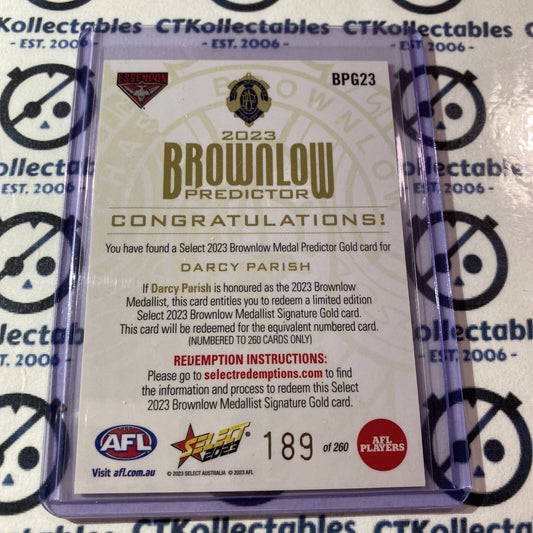 CTKollectables
- EST. 2006 -
ESSENDON
BPG23
2023
BROWNLOW
PREDICTOR
CONGRATULATIONS!
You have found a Select 2023 Brownlow Medal Predictor Gold card for
DARCY PARISH
If Darcy Parish is honoured as the 2023 Brownlow
Medallist, this card entitles you to redeem a limited edition
Select 2023 Brownlow Medallist Signature Gold card.
This card will be redeemed for the equivalent numbered card.
(NUMBERED TO 260 CARDS ONLY)
REDEMPTION INSTRUCTIONS:
Please go to selectredemptions.com to find
the information and process to redeem this Select
2023 Brownlow Medallist Signature Gold card.
AFL
SELECT
2023
189 of 260
AFL
PLAYERS
Visit afl.com.au
© 2023 SELECT AUSTRALIA © 2023 AFL
CTKollectables
- EST. 2006 -